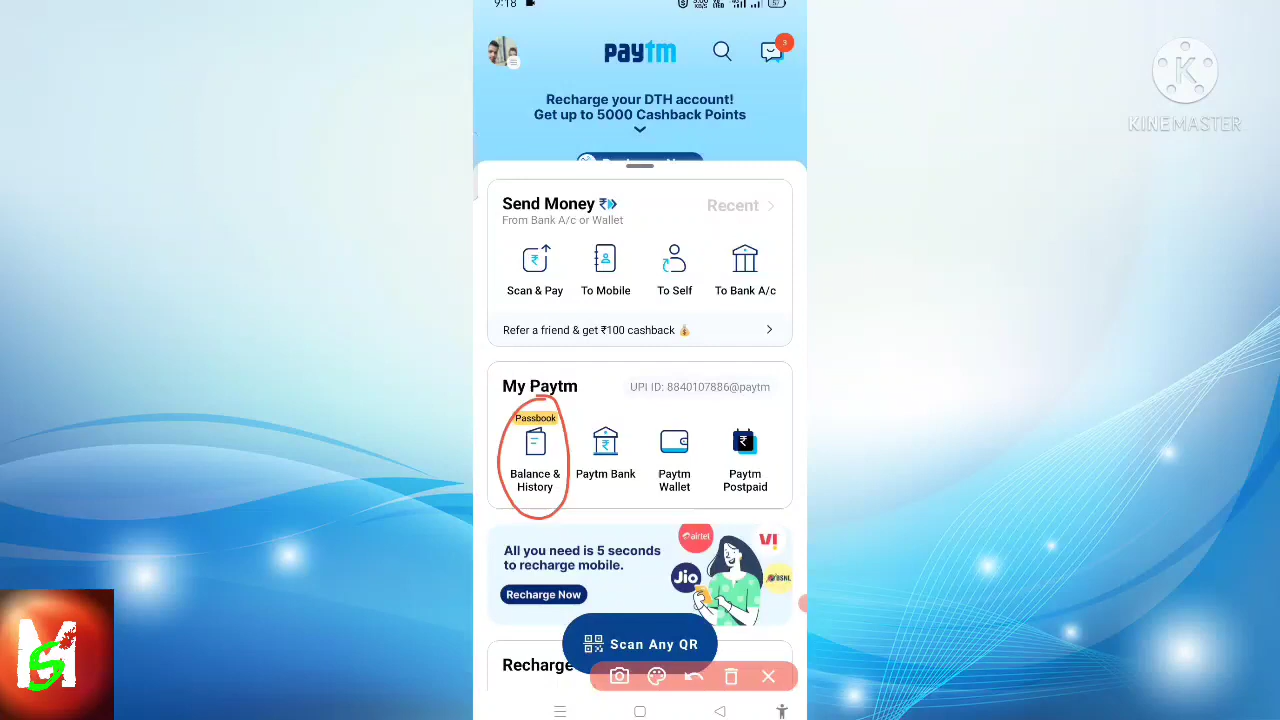 9:18
paytm
3
Recharge your DTH account!
Get up to 5000 Cashback Points
KINEMASTER
K
Send Money
Recent
From Bank A/c or Wallet
Scan & Pay
To Mobile
To Self
To Bank A/c
Refer a friend & get ₹100 cashback
My Paytm
UPI ID: 8840107886@paytm
Passbook
Balance &
History
Paytm Bank
Paytm
Wallet
Paytm
Postpaid
All you need is 5 seconds
to recharge mobile.
Recharge Now
airtel
VI
Jio
BSNL
Scan Any QR
Recharge
MS